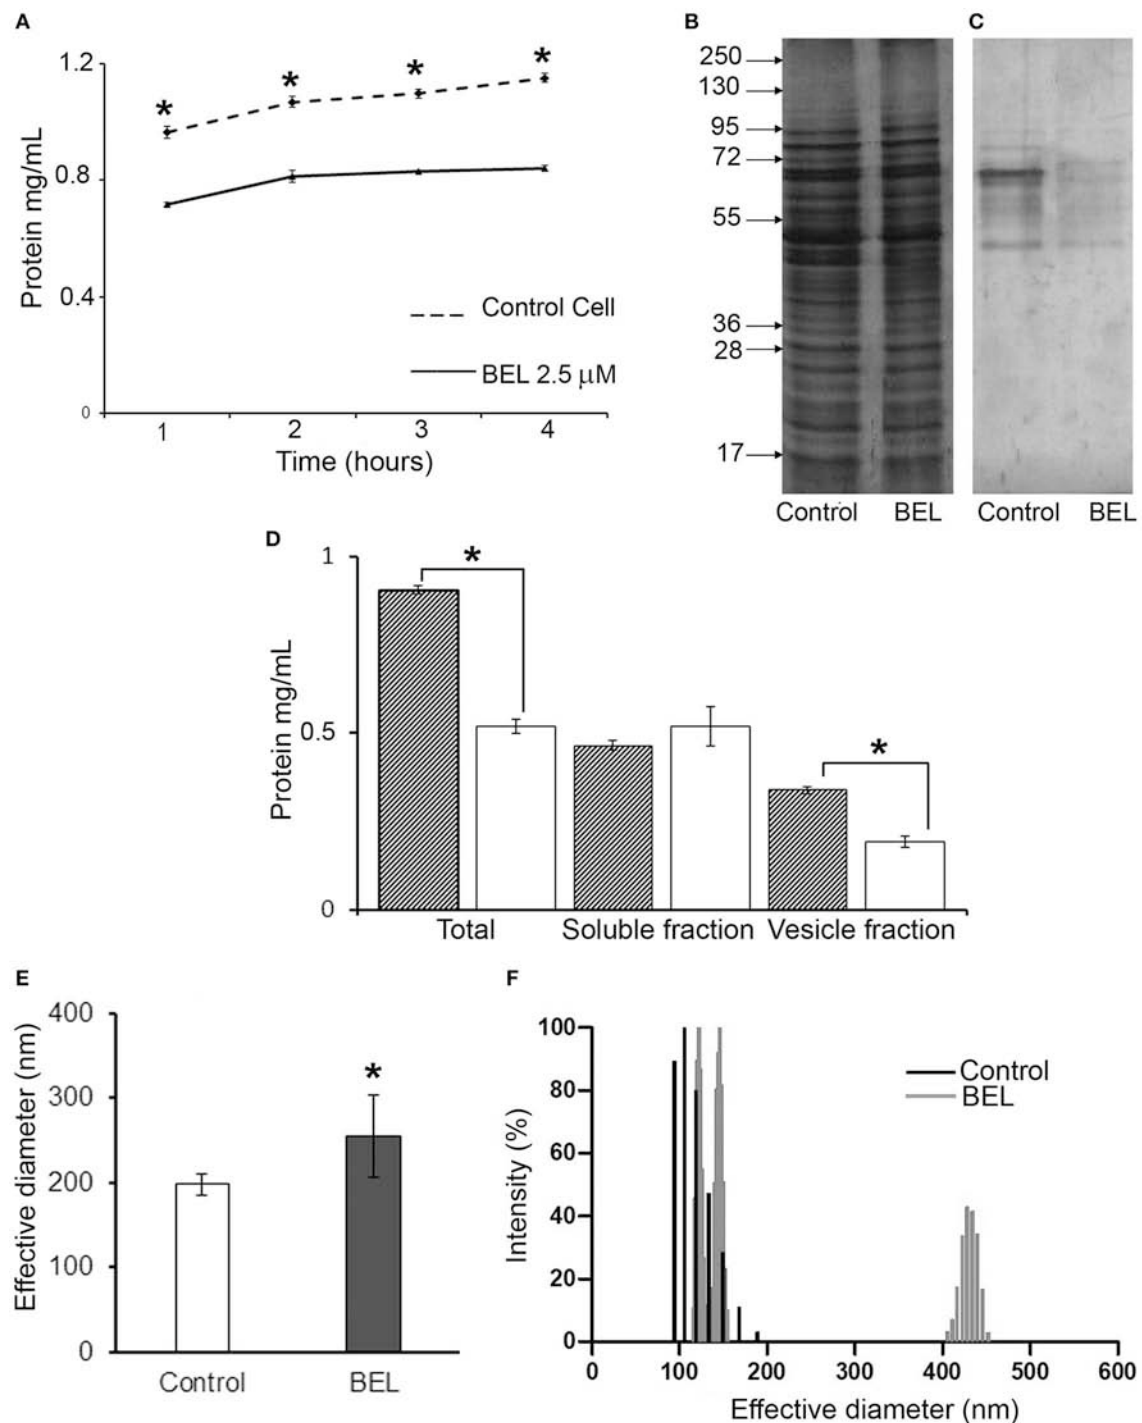 A
1.2
0.8
0.4
0
Protein mg/mL
* * * *
Control Cell
BEL 2.5 μM
1 2 3 4
Time (hours)
B
250
130
95
72
55
36
28
17
Control BEL
C
Control BEL
D
1
0.5
0
Protein mg/mL
* *
Total Soluble fraction Vesicle fraction
E
400
300
200
100
0
Effective diameter (nm)
*
Control BEL
F
100
80
60
40
20
0
Intensity (%)
Control
BEL
0 100 200 300 400 500 600
Effective diameter (nm)